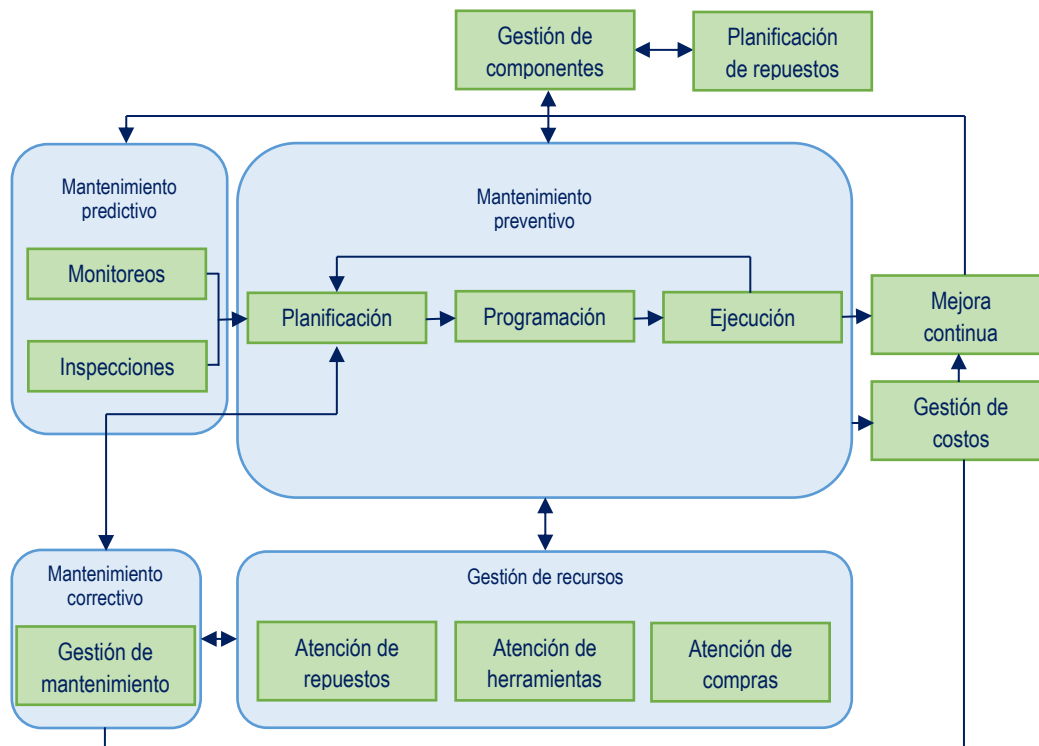 Gestión de
componentes
Planificación
de repuestos
Mantenimiento
predictivo
Mantenimiento
preventivo
Monitoreos
Inspecciones
Planificación
Programación
Ejecución
Mejora
continua
Gestión de
costos
Mantenimiento
correctivo
Gestión de
mantenimiento
Gestión de recursos
Atención de
repuestos
Atención de
herramientas
Atención de
compras